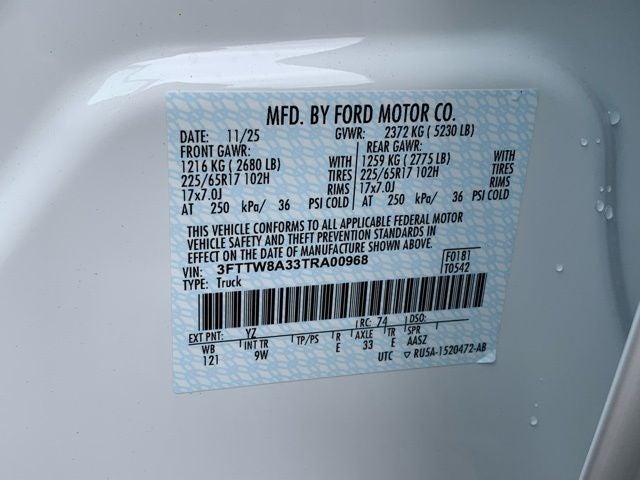 MFD. BY FORD MOTOR CO.
DATE: 11/25 GVWR: 2372 KG ( 5230 LB)
FRONT GAWR: REAR GAWR:
1216 KG ( 2680 LB) WITH 1259 KG ( 2775 LB) WITH
225/65R17 102H TIRES 225/65R17 102H TIRES
17x7.0J RIMS 17x7.0J RIMS
AT 250 kPa/ 36 PSI COLD AT 250 kPa/ 36 PSI COLD
THIS VEHICLE CONFORMS TO ALL APPLICABLE FEDERAL MOTOR
VEHICLE SAFETY AND THEFT PREVENTION STANDARDS IN
EFFECT ON THE DATE OF MANUFACTURE SHOWN ABOVE.
VIN: 3FTTW8A33TRA00968 F0181
TYPE: Truck T0542
EXT PNT: YZ RC: 74 DSO:
WB INT TR TP/PS R AXLE TR SPR
121 9W E 33 E AASZ
UTC ▽ RU5A-1520472-AB